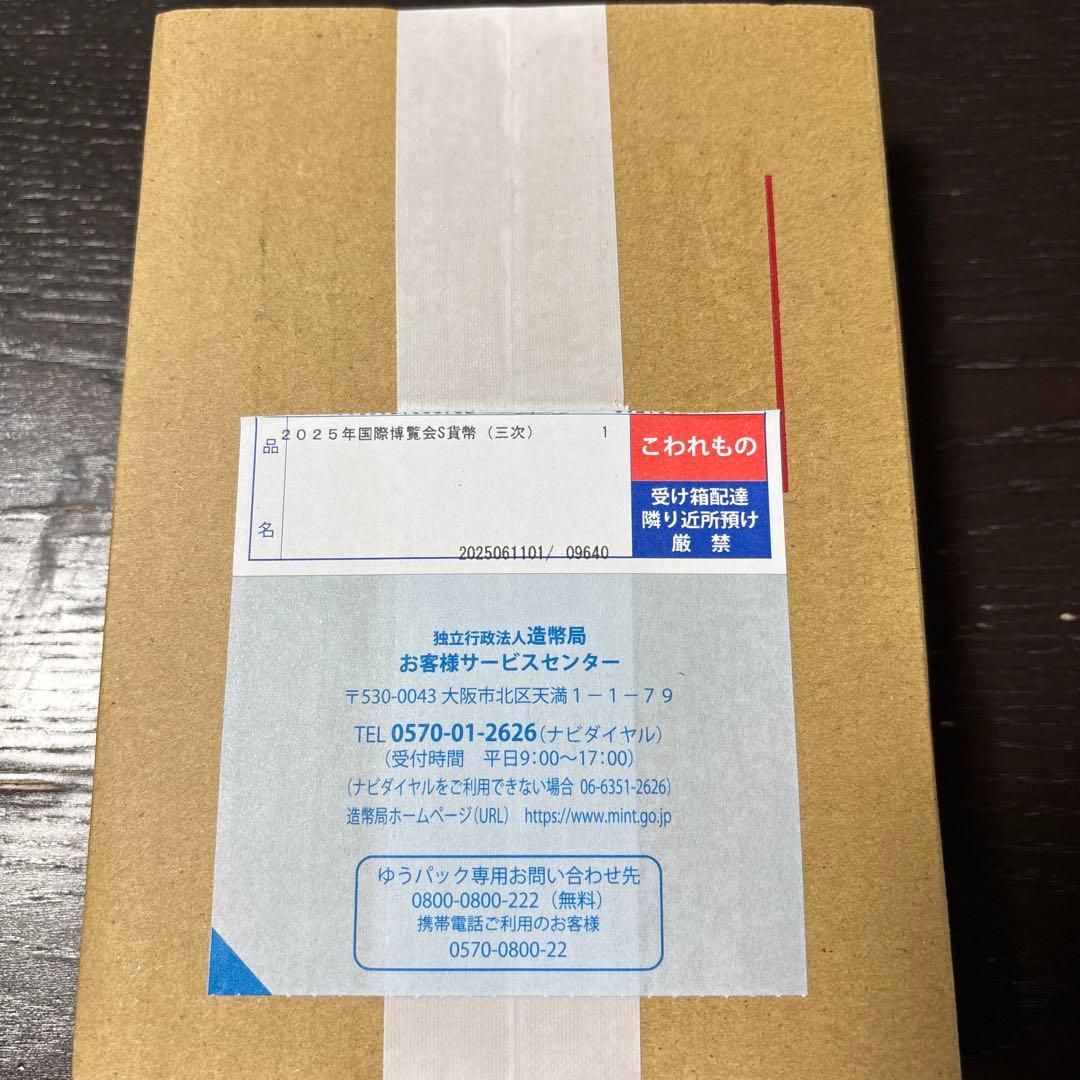 品名
２０２５年国際博覧会S貨幣（三次） 1
2025061101/ 09640
こわれもの
受け箱配達
隣り近所預け
厳　禁
独立行政法人造幣局
お客様サービスセンター
〒530-0043 大阪市北区天満１－１－７９
TEL 0570-01-2626（ナビダイヤル）
（受付時間　平日9:00～17:00）
（ナビダイヤルをご利用できない場合 06-6351-2626）
造幣局ホームページ（URL） https://www.mint.go.jp
ゆうパック専用お問い合わせ先
0800-0800-222（無料）
携帯電話ご利用のお客様
0570-0800-22